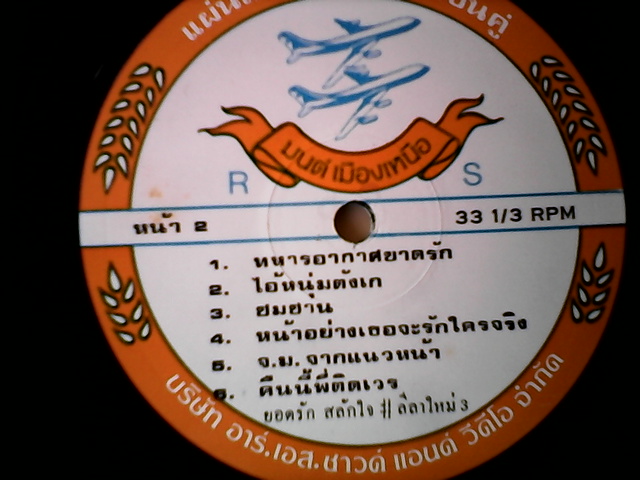 มนต์เมืองเหนือ
R S
หน้า 2
33 1/3 RPM
1. ทหารอากาศขาดรัก
2. ไอ้หนุ่มตังเก
3. ซมซาน
4. หน้าอย่างเธอจะรักใครจริง
5. จ.ม. จากแนวหน้า
6. คืนนี้พี่ติดเวร
ยอดรัก สลักใจ # ลีลาใหม่ 3
บริษัท อาร์.เอส.ซาวด์ แอนด์ วีดีโอ จำกัด